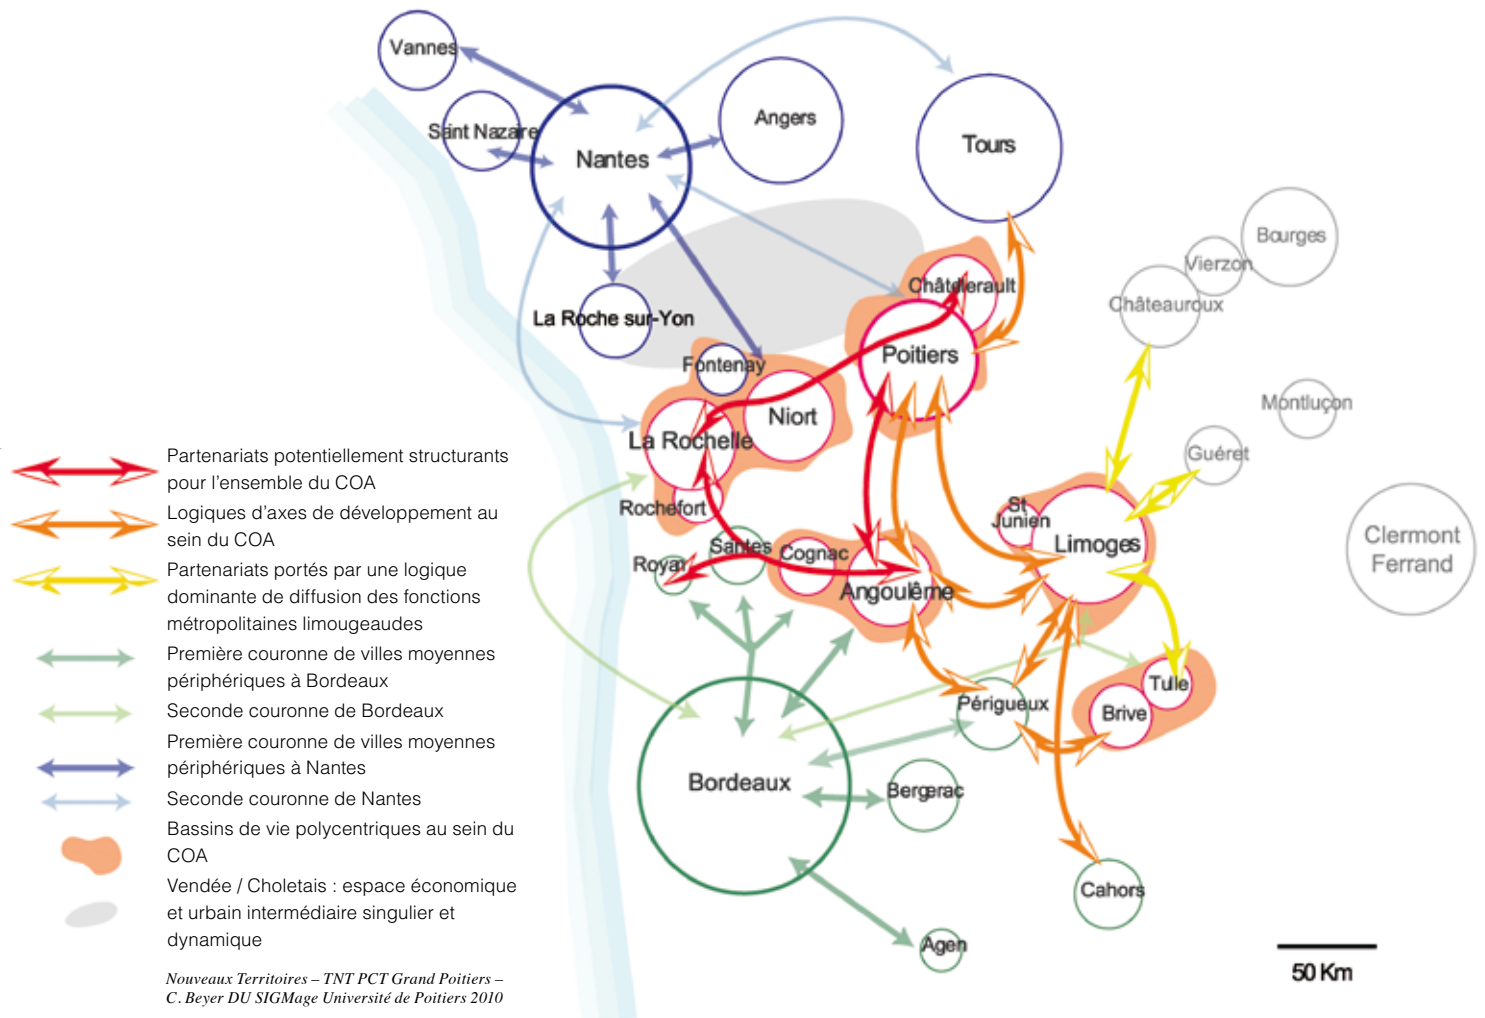 Vannes
Saint Nazaire
Nantes
Angers
Tours
Bourges
Vierzon
Châteauroux
Châtellerault
La Roche sur-Yon
Poitiers
Fontenay
Niort
Montluçon
La Rochelle
Guéret
Rochefort
St
Junien
Limoges
Clermont
Ferrand
Saintes
Cognac
Royan
Angoulême
Périgueux
Tulle
Brive
Bordeaux
Bergerac
Cahors
Agen
50 Km
Partenariats potentiellement structurants
pour l'ensemble du COA
Logiques d'axes de développement au
sein du COA
Partenariats portés par une logique
dominante de diffusion des fonctions
métropolitaines limougeaudes
Première couronne de villes moyennes
périphériques à Bordeaux
Seconde couronne de Bordeaux
Première couronne de villes moyennes
périphériques à Nantes
Seconde couronne de Nantes
Bassins de vie polycentriques au sein du
COA
Vendée / Choletais : espace économique
et urbain intermédiaire singulier et
dynamique
Nouveaux Territoires – TNT PCT Grand Poitiers –
C. Beyer DU SIGMage Université de Poitiers 2010